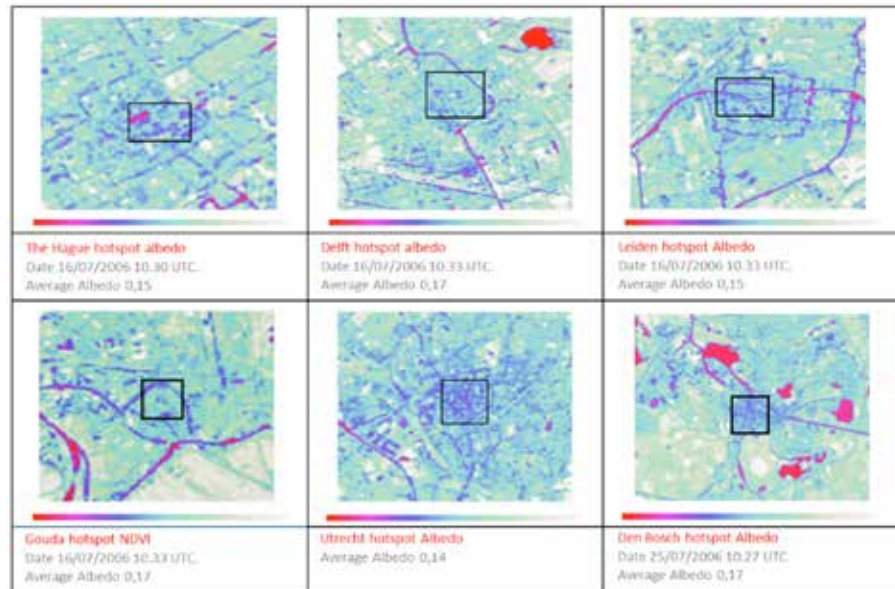 The Hague hotspot albedo
Date 16/07/2006 10.30 UTC.
Average Albedo 0,15
Delft hotspot albedo
Date 16/07/2006 10.33 UTC.
Average Albedo 0,17
Leiden hotspot Albedo
Date 16/07/2006 10.33 UTC.
Average Albedo 0,15
Gouda hotspot NDVI
Date 16/07/2006 10.33 UTC.
Average Albedo 0,17
Utrecht hotspot Albedo
Average Albedo 0,14
Den Bosch hotspot Albedo
Date 25/07/2006 10.27 UTC.
Average Albedo 0,17